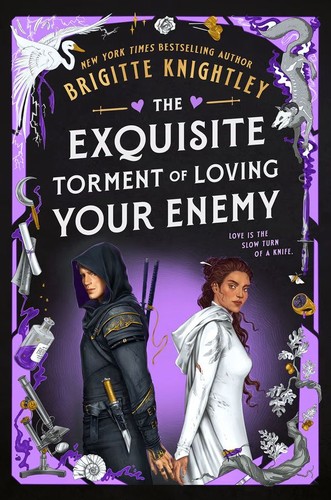 NEW YORK TIMES BESTSELLING AUTHOR
BRIGITTE KNIGHTLEY
THE
EXQUISITE
TORMENT OF LOVING
YOUR ENEMY
LOVE IS THE
SLOW TURN
OF A KNIFE.